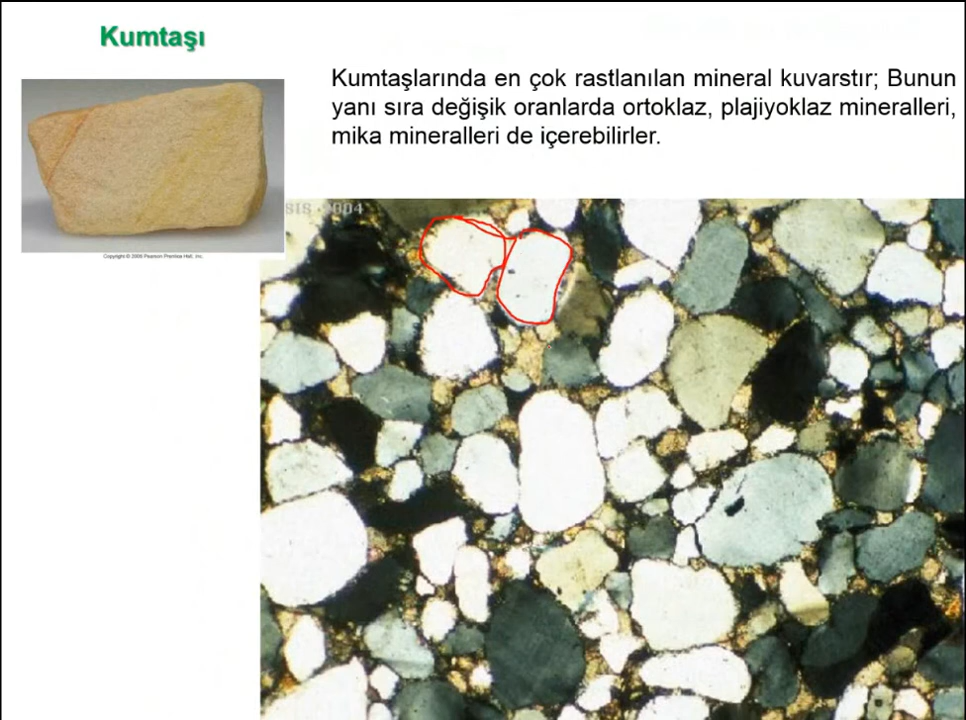 Kumtaşı
Kumtaşlarında en çok rastlanılan mineral kuvarstır; Bunun
yanı sıra değişik oranlarda ortoklaz, plajiyoklaz mineralleri,
mika mineralleri de içerebilirler.
2004
Copyright © 2005 Pearson Prentice Hall, Inc.